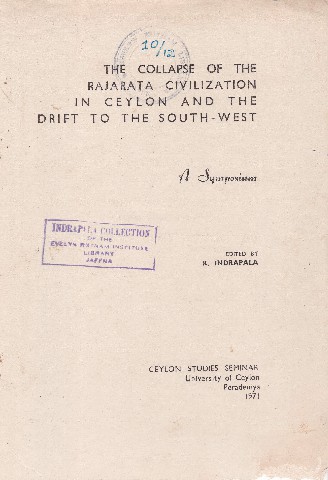 10/12
THE COLLAPSE OF THE
RAJARATA CIVILIZATION
IN CEYLON AND THE
DRIFT TO THE SOUTH-WEST
A Symposium
INDRAPALA COLLECTION
OF THE
EVELYN RUTNAM INSTITUTE
LIBRARY
JAFFNA
EDITED BY
K. INDRAPALA
CEYLON STUDIES SEMINAR
University of Ceylon
Peradeniya
1971